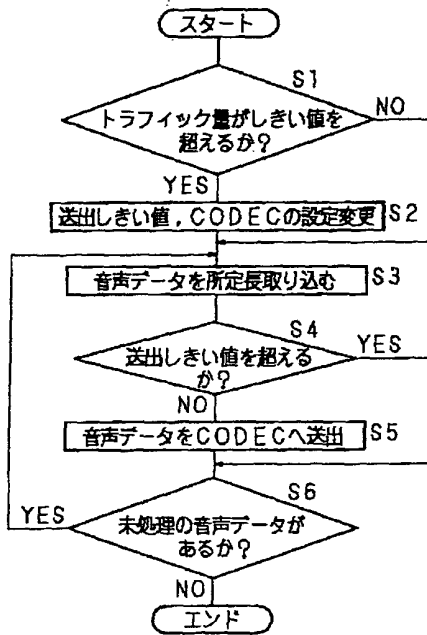 スタート
S1
トラフィック量がしきい値を
超えるか?
NO
YES
送出しきい値,CODECの設定変更
S2
音声データを所定長取り込む
S3
S4
送出しきい値を超える
か?
YES
NO
音声データをCODECへ送出
S5
S6
YES
未処理の音声データが
あるか?
NO
エンド